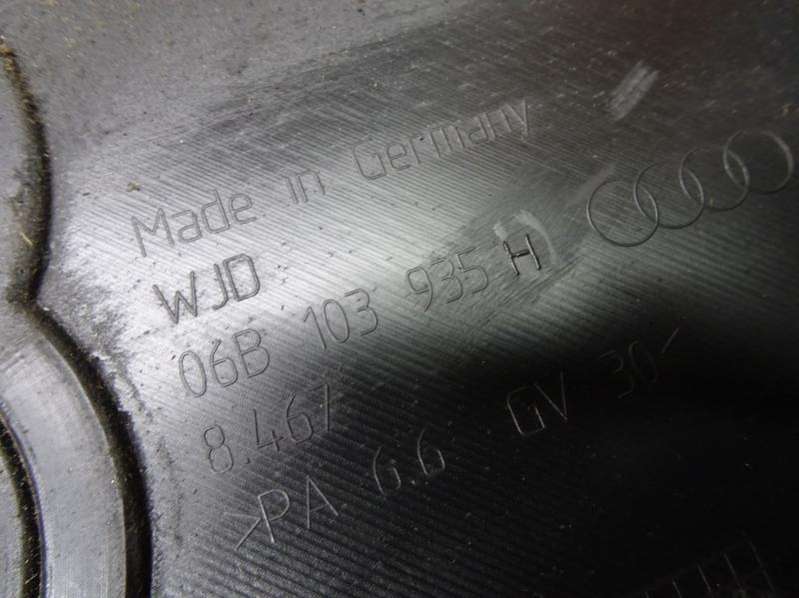 Made in Germany
WJD
06B 103 935 H
8.467
>PA 6.6 GV 30<